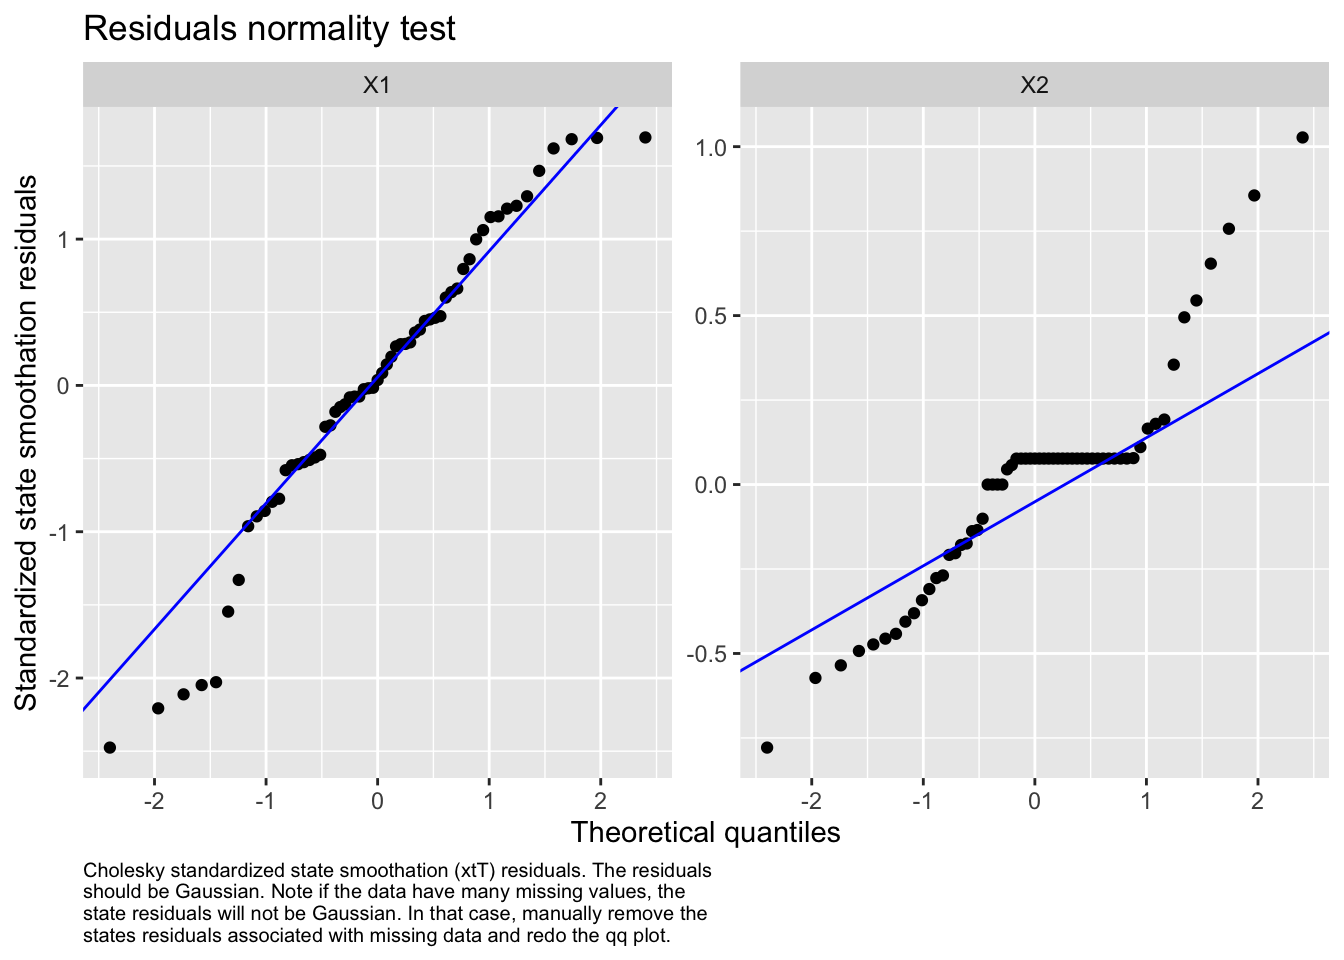 Residuals normality test
X1
X2
Standardized state smoothation residuals
1
0
-1
-2
1.0
0.5
0.0
-0.5
-2
-1
0
1
2
-2
-1
0
1
2
Theoretical quantiles
Cholesky standardized state smoothation (xtT) residuals. The residuals
should be Gaussian. Note if the data have many missing values, the
state residuals will not be Gaussian. In that case, manually remove the
states residuals associated with missing data and redo the qq plot.